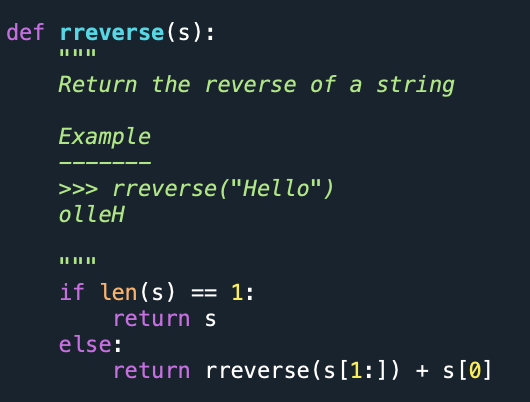 def rreverse(s):
    """
    Return the reverse of a string

    Example
    -------
    >>> rreverse("Hello")
    olleH

    """
    if len(s) == 1:
        return s
    else:
        return rreverse(s[1:]) + s[0]